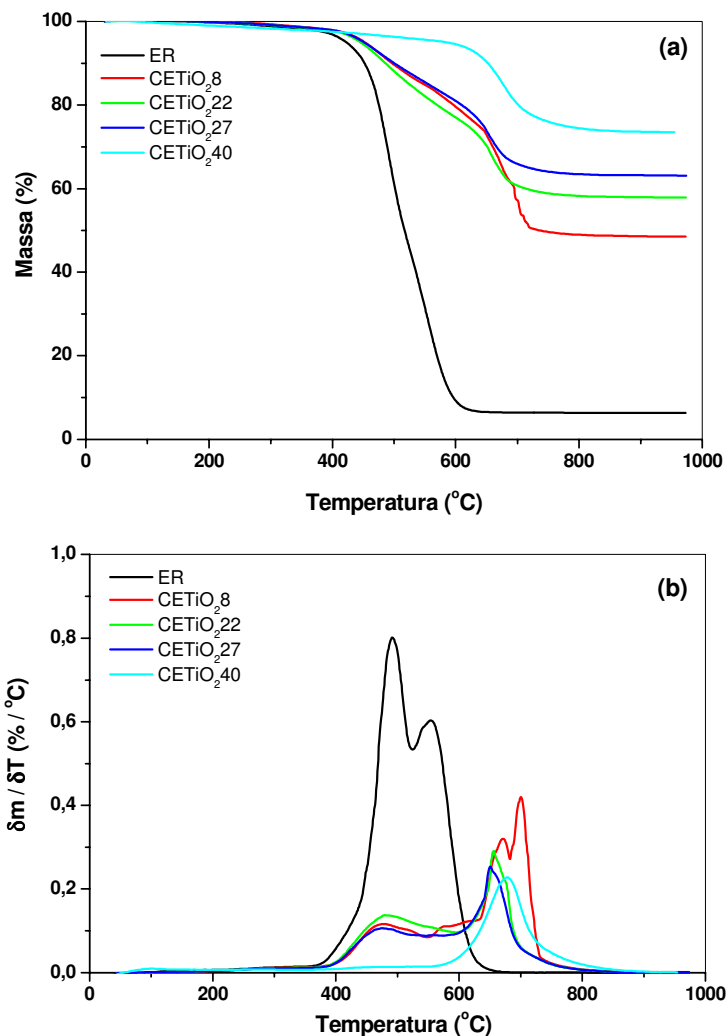 (a)
ER
CETiO₂8
CETiO₂22
CETiO₂27
CETiO₂40
Massa (%)
100
80
60
40
20
0
0 200 400 600 800 1000
Temperatura (°C)
(b)
ER
CETiO₂8
CETiO₂22
CETiO₂27
CETiO₂40
δm / δT (% / °C)
1,0
0,8
0,6
0,4
0,2
0,0
0 200 400 600 800 1000
Temperatura (°C)